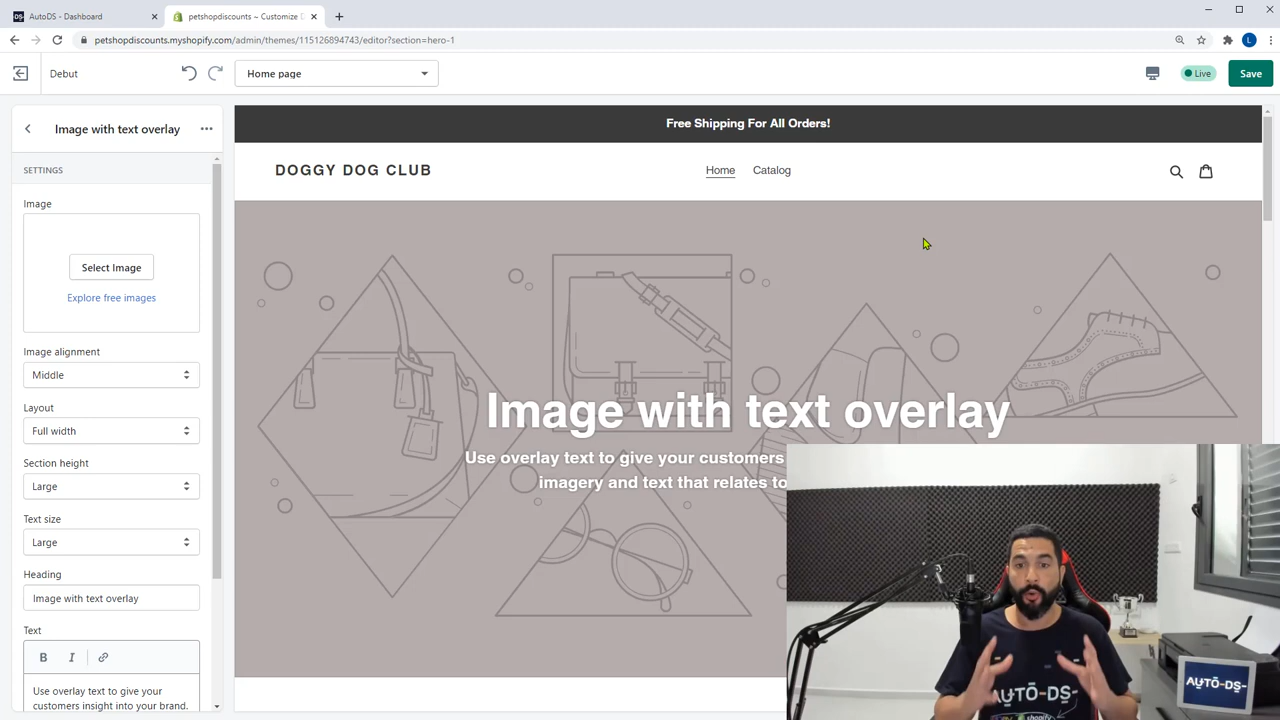 DS AutoDS - Dashboard
petshopdiscounts ~ Customize D
petshopdiscounts.myshopify.com/admin/themes/115126894743/editor?section=hero-1
L
Debut
Home page
Live
Save
Image with text overlay
SETTINGS
Image
Select Image
Explore free images
Image alignment
Middle
Layout
Full width
Section height
Large
Text size
Large
Heading
Image with text overlay
Text
B I
Use overlay text to give your
customers insight into your brand.
Free Shipping For All Orders!
DOGGY DOG CLUB
Home
Catalog
Image with text overlay
Use overlay text to give your customers
imagery and text that relates to
AUTO-DS-
shopify
AUTO-DS-